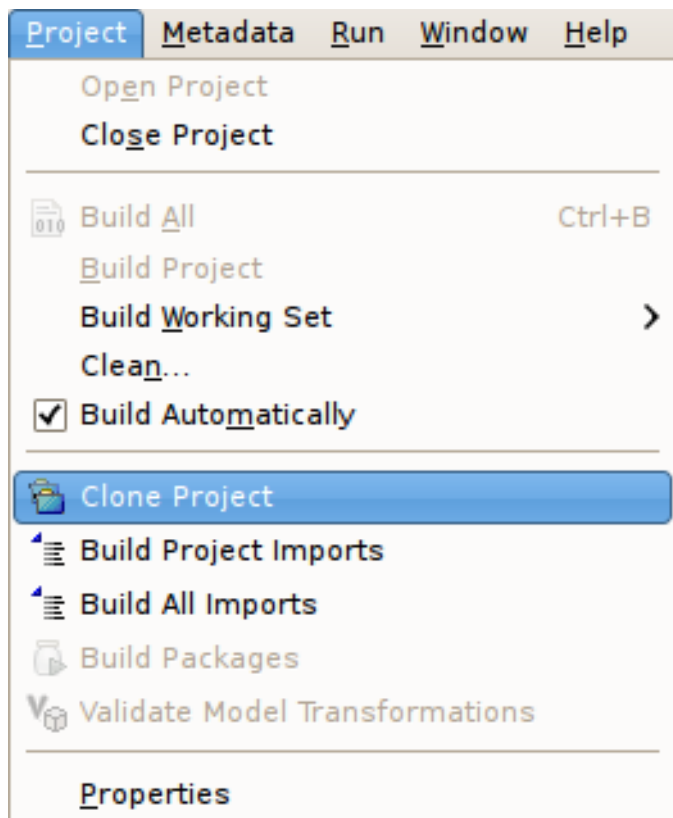 Project Metadata Run Window Help
Open Project
Close Project
Build All Ctrl+B
Build Project
Build Working Set
Clean...
Build Automatically
Clone Project
Build Project Imports
Build All Imports
Build Packages
Validate Model Transformations
Properties